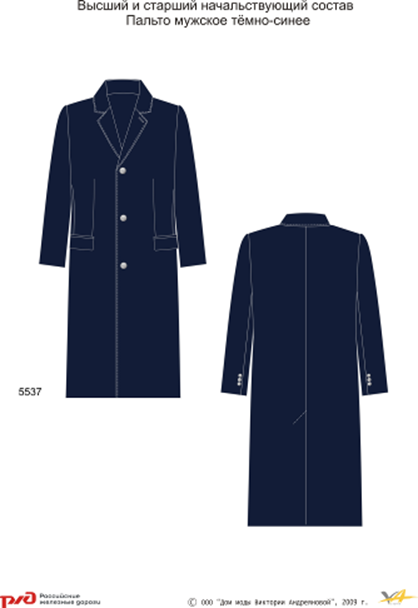 Высший и старший начальствующий состав
Пальто мужское тёмно-синее
5537
РЖД Российские
железные дороги
© ООО "Дом моды Виктории Андреяновой", 2009 г.